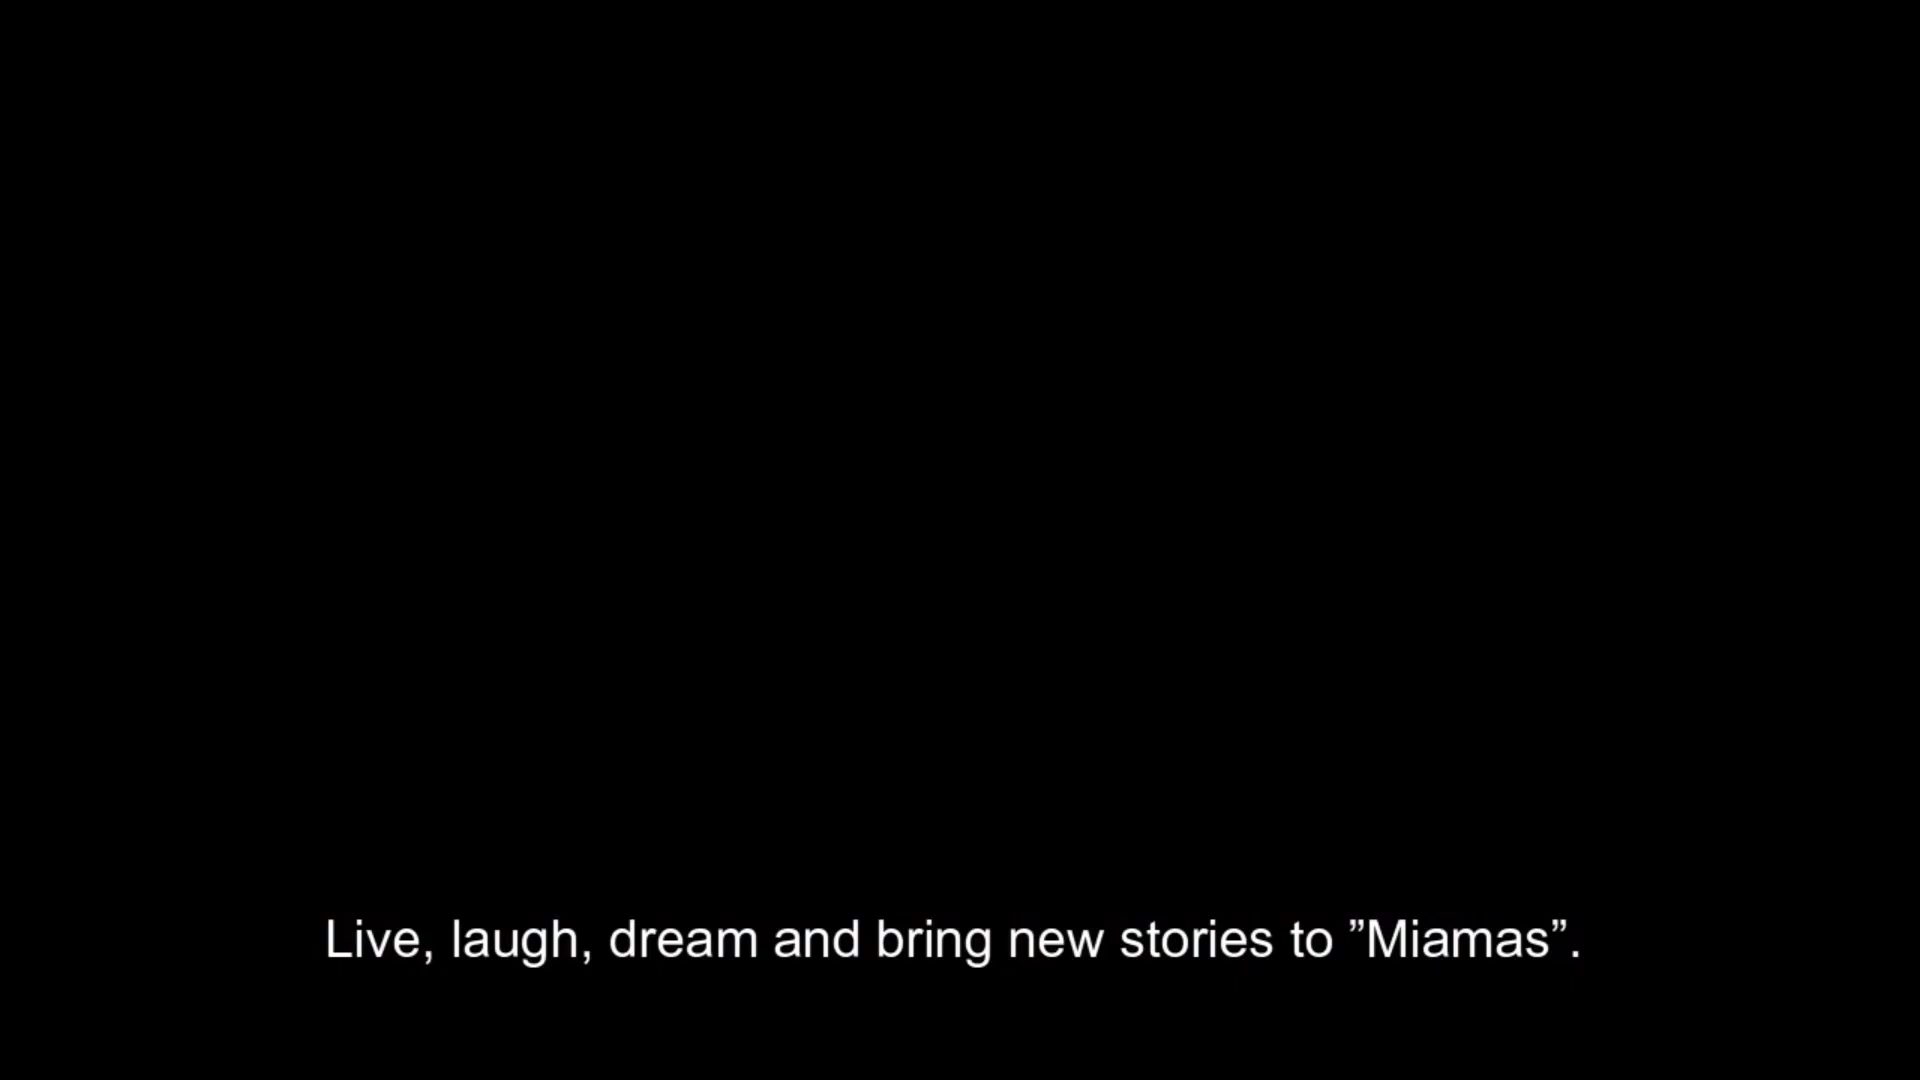 Live, laugh, dream and bring new stories to ”Miamas”.